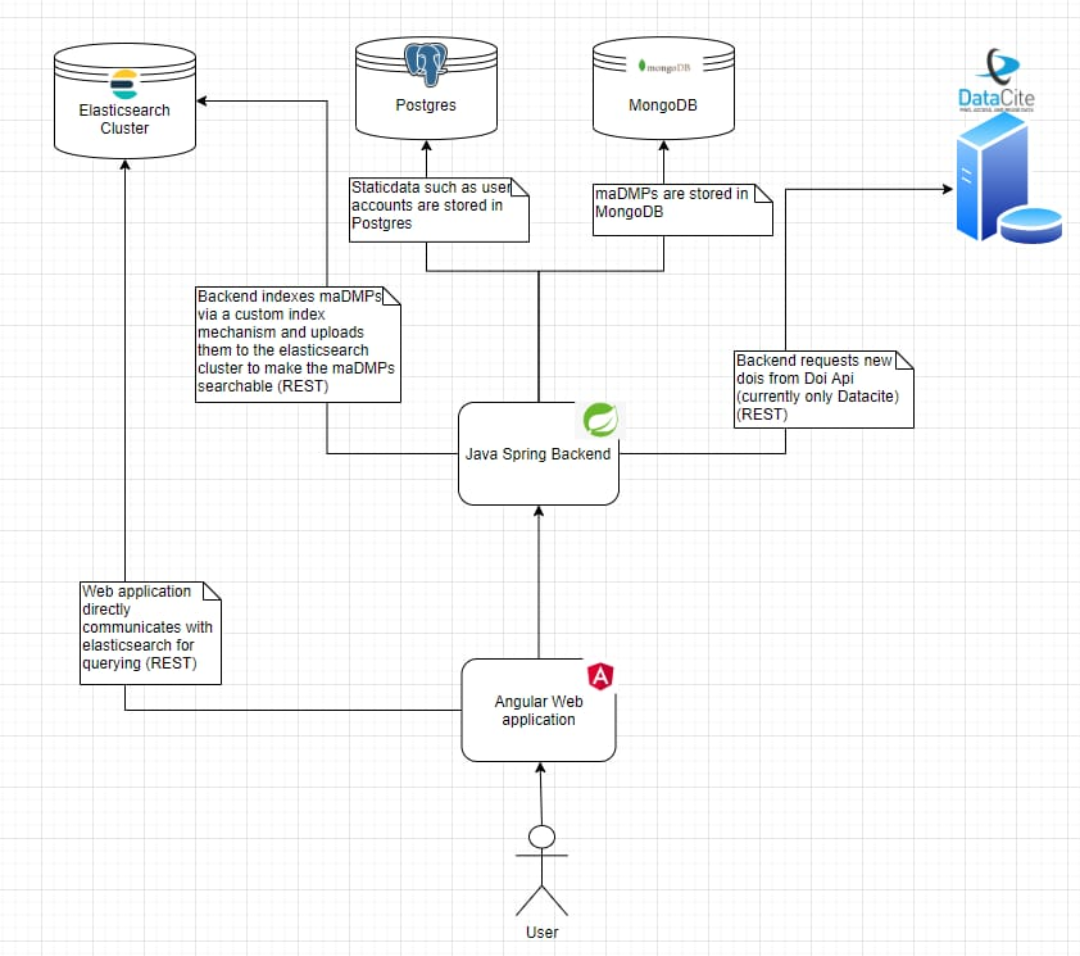 Elasticsearch
Cluster
Postgres
mongoDB
MongoDB
DataCite
Staticdata such as user
accounts are stored in
Postgres
maDMPs are stored in
MongoDB
Backend indexes maDMPs
via a custom index
mechanism and uploads
them to the elasticsearch
cluster to make the maDMPs
searchable (REST)
Backend requests new
dois from Doi Api
(currently only Datacite)
(REST)
Java Spring Backend
Web application
directly
communicates with
elasticsearch for
querying (REST)
A
Angular Web
application
User